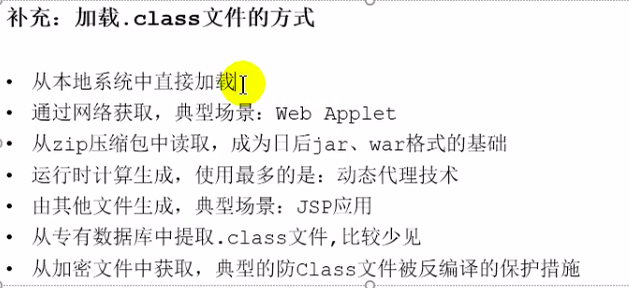 补充：加载.class文件的方式
• 从本地系统中直接加载
• 通过网络获取，典型场景：Web Applet
• 从zip压缩包中读取，成为日后jar、war格式的基础
• 运行时计算生成，使用最多的是：动态代理技术
• 由其他文件生成，典型场景：JSP应用
• 从专有数据库中提取.class文件,比较少见
• 从加密文件中获取，典型的防Class文件被反编译的保护措施